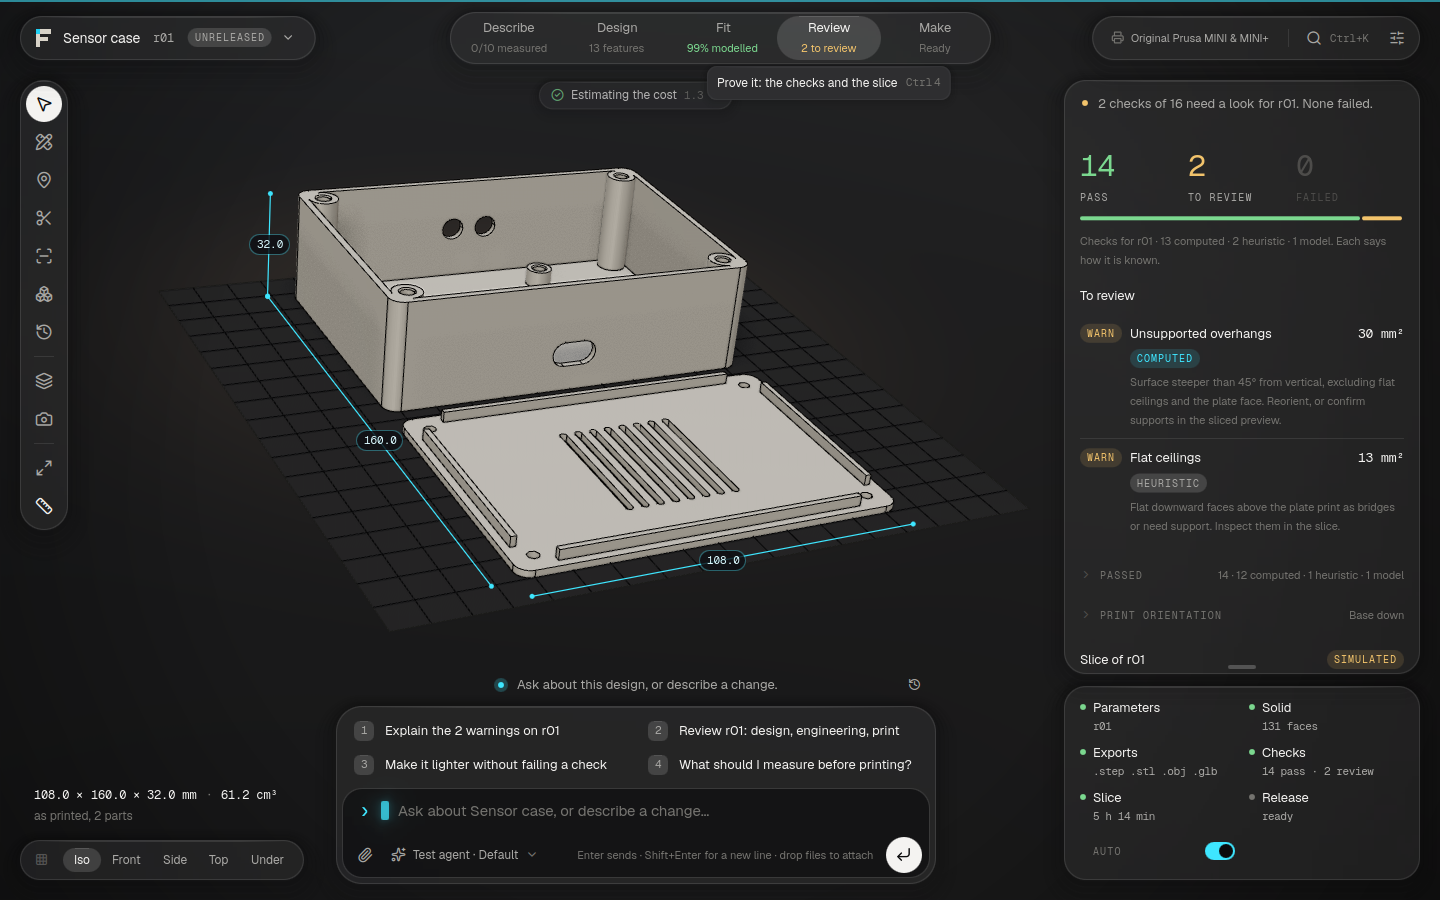 Sensor case r01 UNRELEASED
Describe
0/10 measured
Design
13 features
Fit
99% modelled
Review
2 to review
Make
Ready
Original Prusa MINI & MINI+
Ctrl+K
Estimating the cost 1.3
Prove it: the checks and the slice Ctrl 4
32.0
160.0
108.0
2 checks of 16 need a look for r01. None failed.
14
PASS
2
TO REVIEW
0
FAILED
Checks for r01 · 13 computed · 2 heuristic · 1 model. Each says
how it is known.
To review
WARN Unsupported overhangs 30 mm²
COMPUTED
Surface steeper than 45° from vertical, excluding flat
ceilings and the plate face. Reorient, or confirm
supports in the sliced preview.
WARN Flat ceilings 13 mm²
HEURISTIC
Flat downward faces above the plate print as bridges
or need support. Inspect them in the slice.
PASSED 14 · 12 computed · 1 heuristic · 1 model
PRINT ORIENTATION Base down
Slice of r01 SIMULATED
Parameters
r01
Solid
131 faces
Exports
.step .stl .obj .glb
Checks
14 pass · 2 review
Slice
5 h 14 min
Release
ready
AUTO
Ask about this design, or describe a change.
1 Explain the 2 warnings on r01
2 Review r01: design, engineering, print
3 Make it lighter without failing a check
4 What should I measure before printing?
Ask about Sensor case, or describe a change...
Test agent · Default
Enter sends · Shift+Enter for a new line · drop files to attach
108.0 × 160.0 × 32.0 mm · 61.2 cm³
as printed, 2 parts
Iso Front Side Top Under